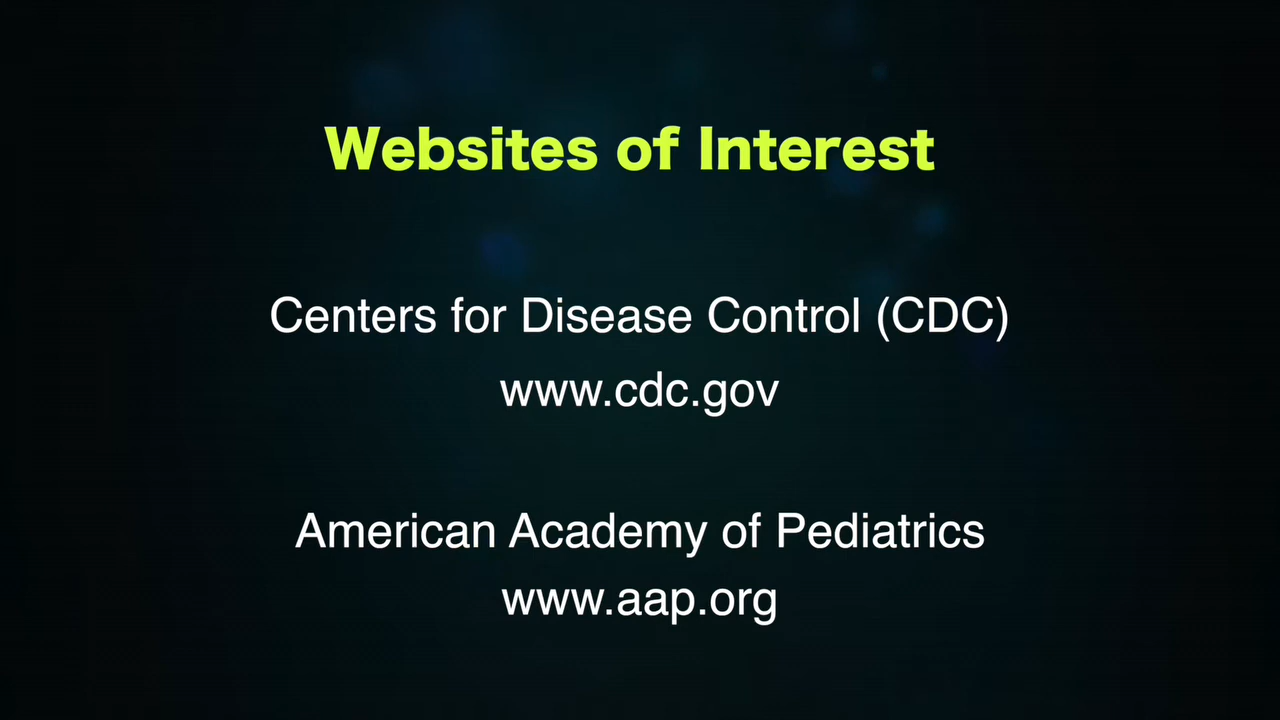 Websites of Interest
Centers for Disease Control (CDC)
www.cdc.gov
American Academy of Pediatrics
www.aap.org